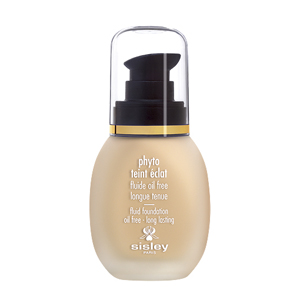 phyto
teint éclat
fluide oil free
longue tenue
fluid foundation
oil free - long lasting
sisley
PARIS